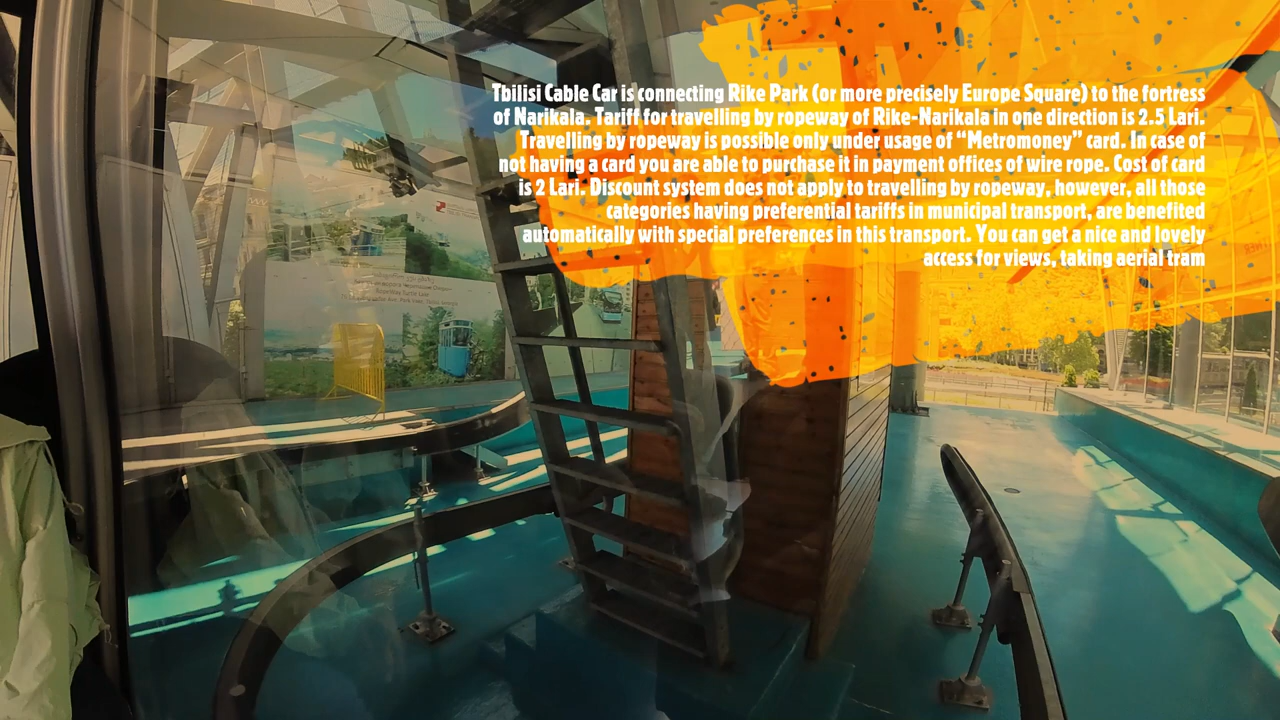 Tbilisi Cable Car is connecting Rike Park (or more precisely Europe Square) to the fortress
of Narikala. Tariff for travelling by ropeway of Rike-Narikala in one direction is 2.5 Lari.
Travelling by ropeway is possible only under usage of “Metromoney” card. In case of
not having a card you are able to purchase it in payment offices of wire rope. Cost of card
is 2 Lari. Discount system does not apply to travelling by ropeway, however, all those
categories having preferential tariffs in municipal transport, are benefited
automatically with special preferences in this transport. You can get a nice and lovely
access for views, taking aerial tram